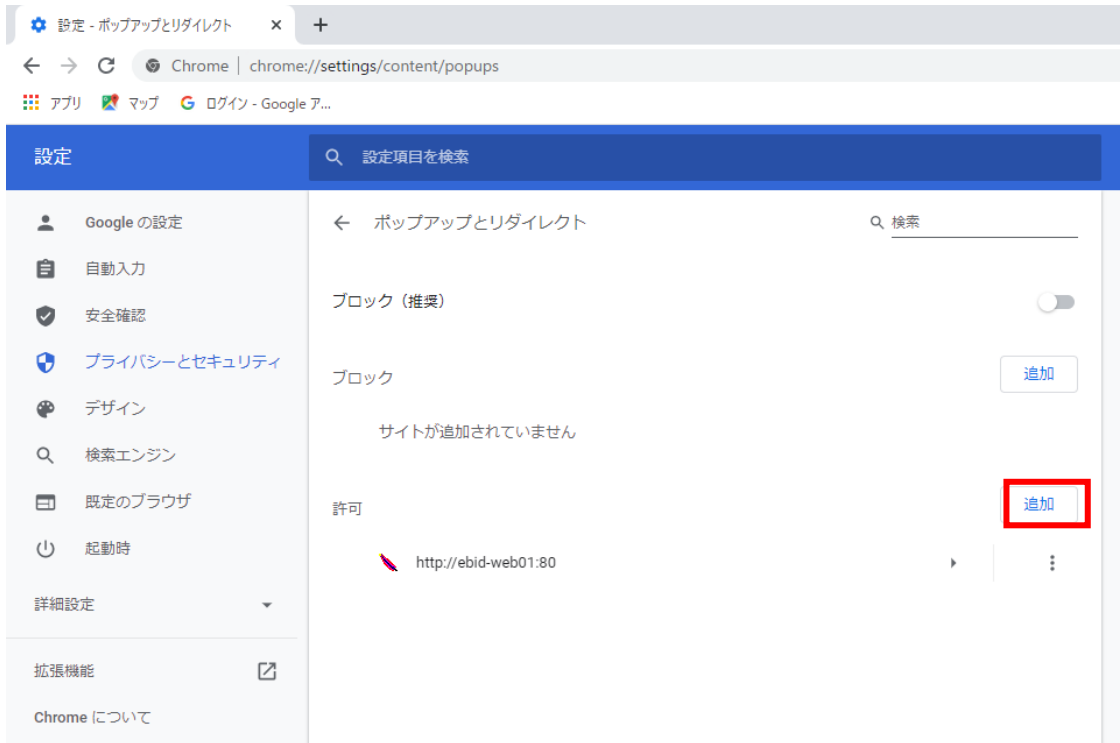 設定 - ポップアップとリダイレクト
Chrome | chrome://settings/content/popups
アプリ マップ ログイン - Google ア...
設定
設定項目を検索
Google の設定
自動入力
安全確認
プライバシーとセキュリティ
デザイン
検索エンジン
既定のブラウザ
起動時
詳細設定
拡張機能
Chrome について
ポップアップとリダイレクト
検索
ブロック（推奨）
ブロック
追加
サイトが追加されていません
許可
追加
http://ebid-web01:80